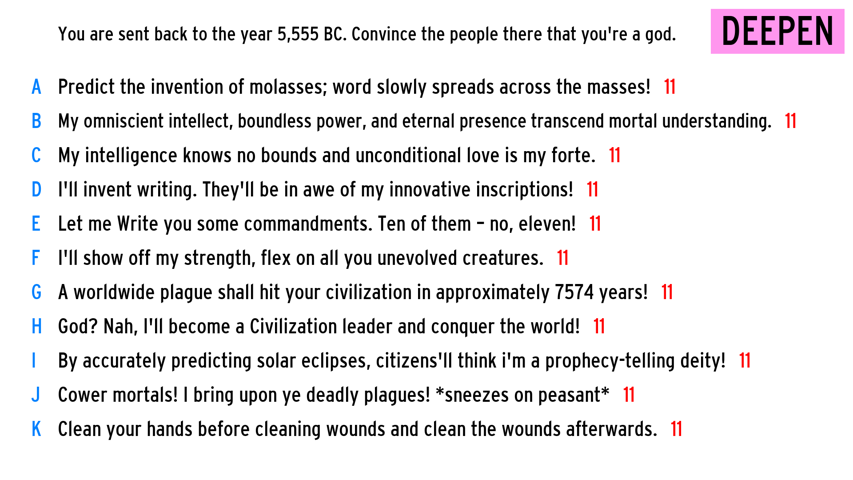 You are sent back to the year 5,555 BC. Convince the people there that you're a god.
DEEPEN
A Predict the invention of molasses; word slowly spreads across the masses! 11
B My omniscient intellect, boundless power, and eternal presence transcend mortal understanding. 11
C My intelligence knows no bounds and unconditional love is my forte. 11
D I'll invent writing. They'll be in awe of my innovative inscriptions! 11
E Let me Write you some commandments. Ten of them – no, eleven! 11
F I'll show off my strength, flex on all you unevolved creatures. 11
G A worldwide plague shall hit your civilization in approximately 7574 years! 11
H God? Nah, I'll become a Civilization leader and conquer the world! 11
I By accurately predicting solar eclipses, citizens'll think i'm a prophecy-telling deity! 11
J Cower mortals! I bring upon ye deadly plagues! *sneezes on peasant* 11
K Clean your hands before cleaning wounds and clean the wounds afterwards. 11